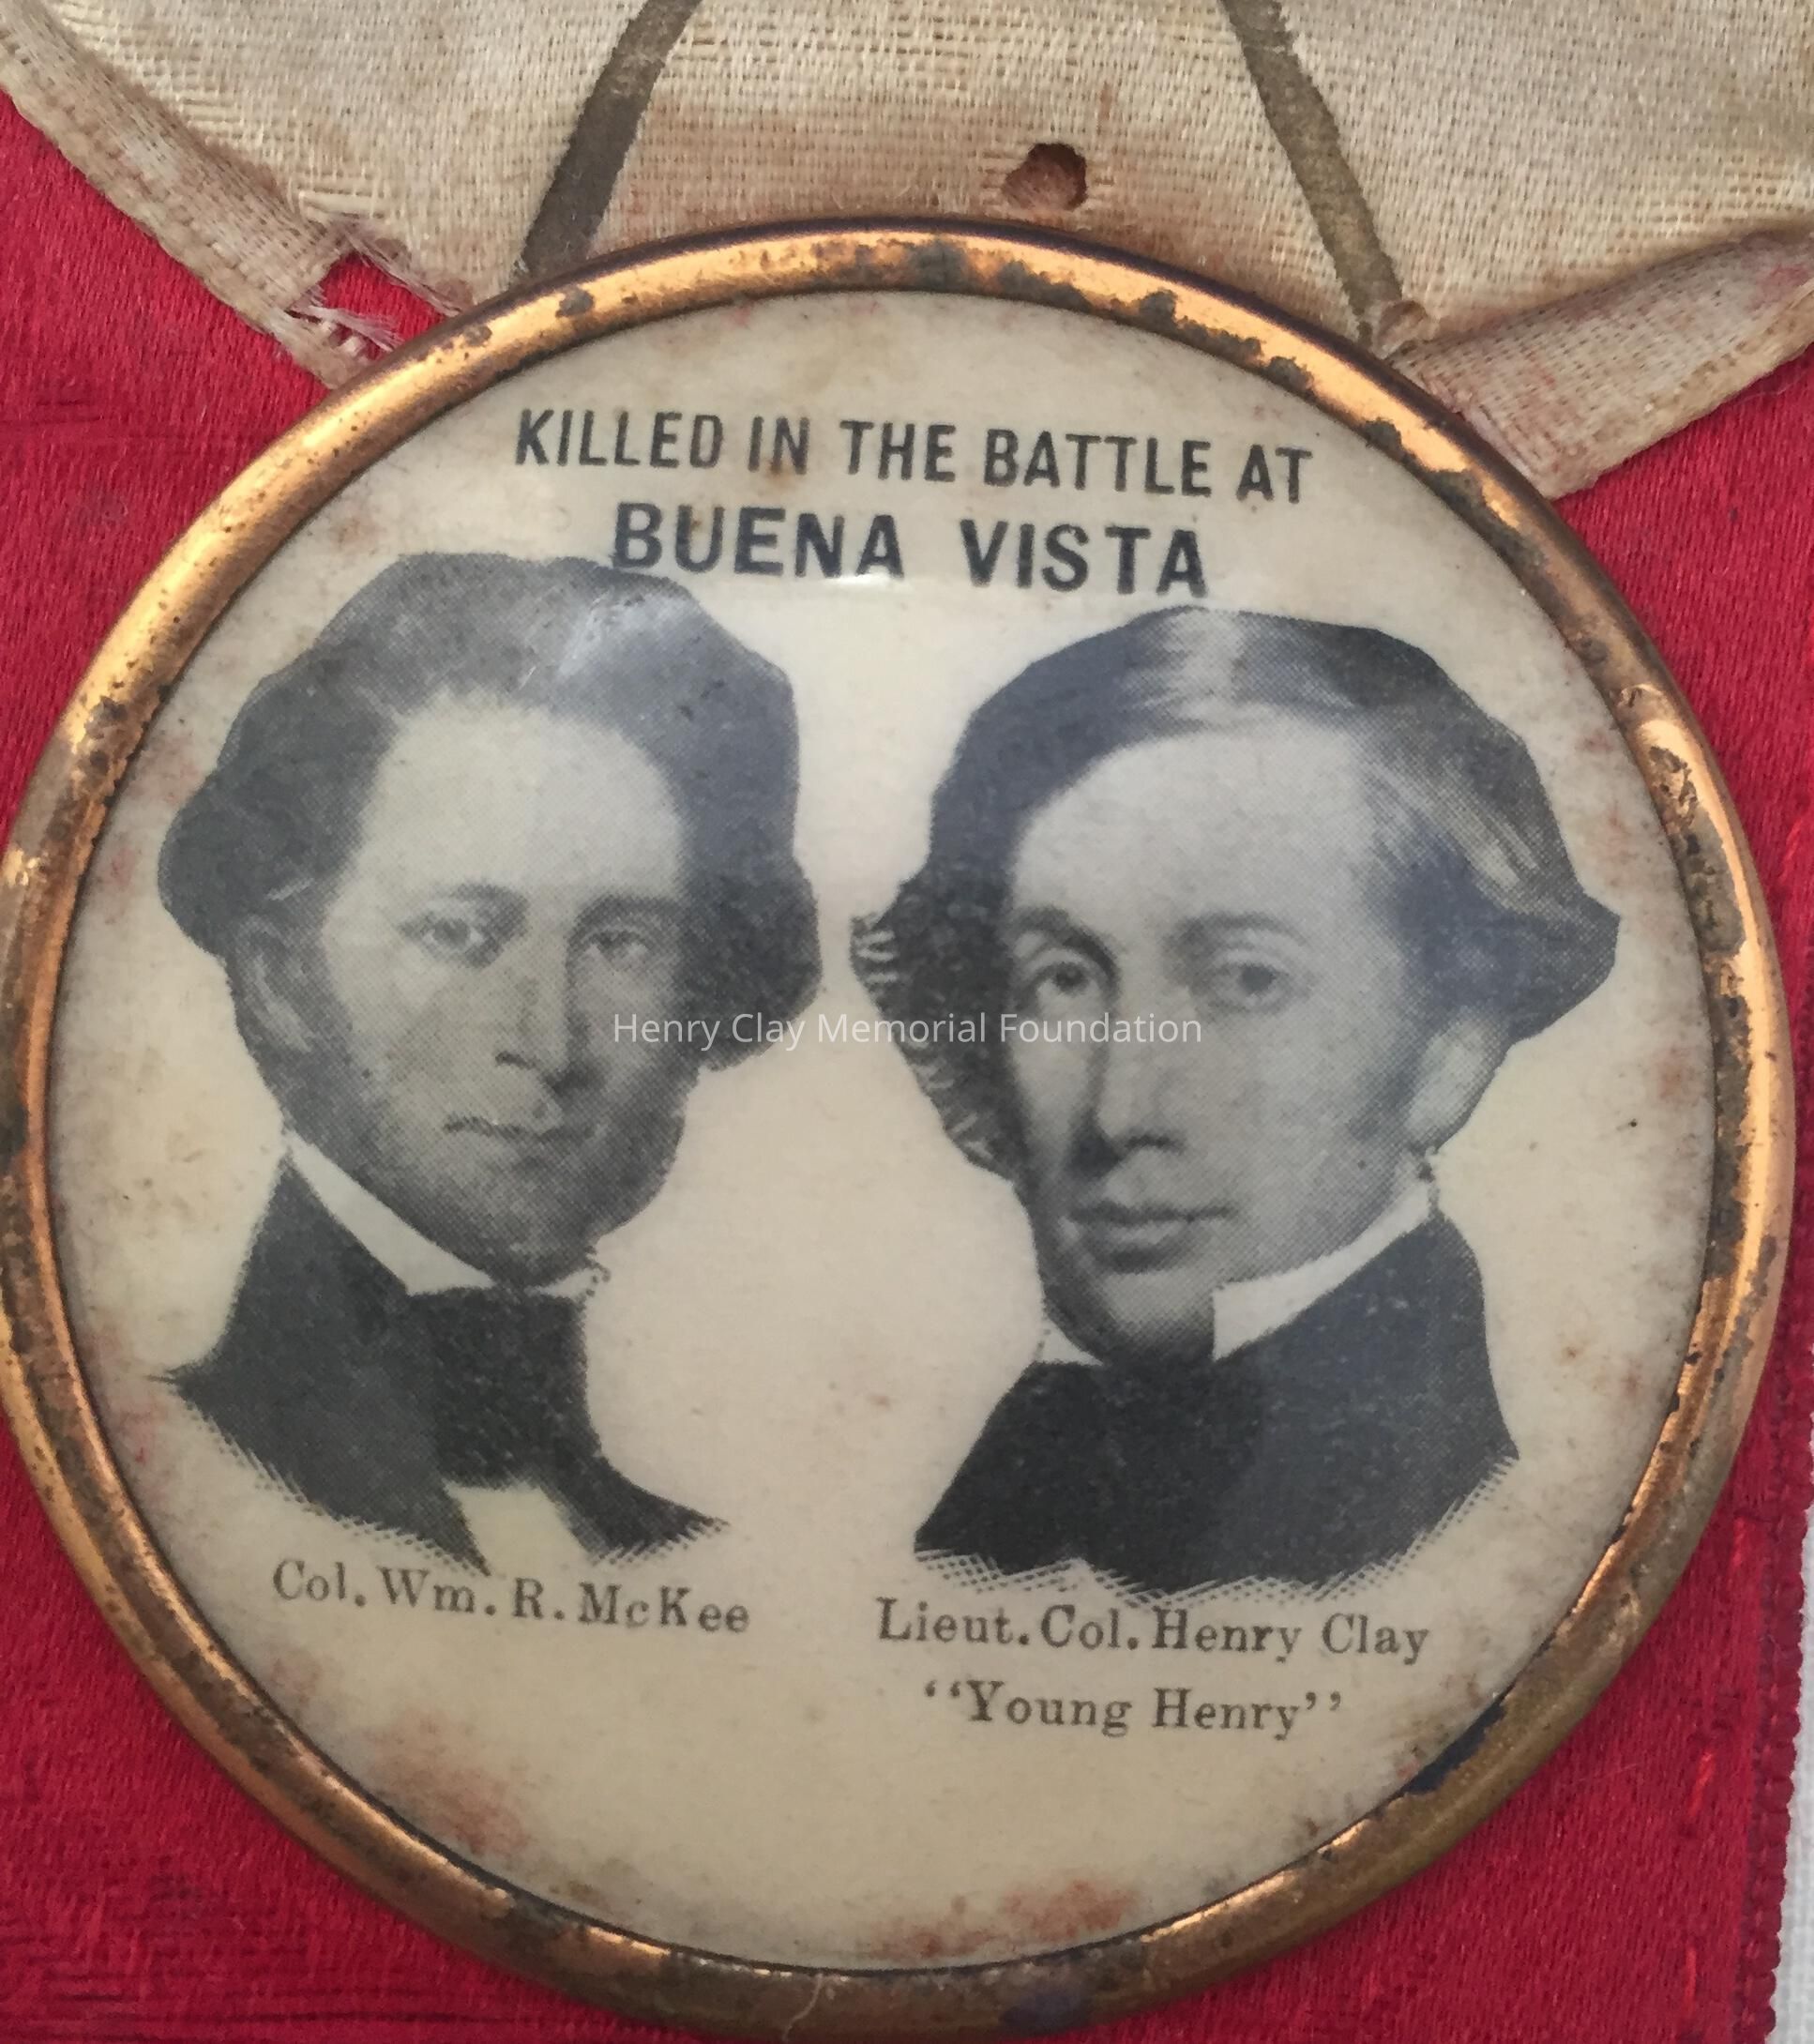 KILLED IN THE BATTLE AT
BUENA VISTA
Henry Clay Memorial Foundation
Col. Wm. R. McKee
Lieut. Col. Henry Clay
‘‘Young Henry’’